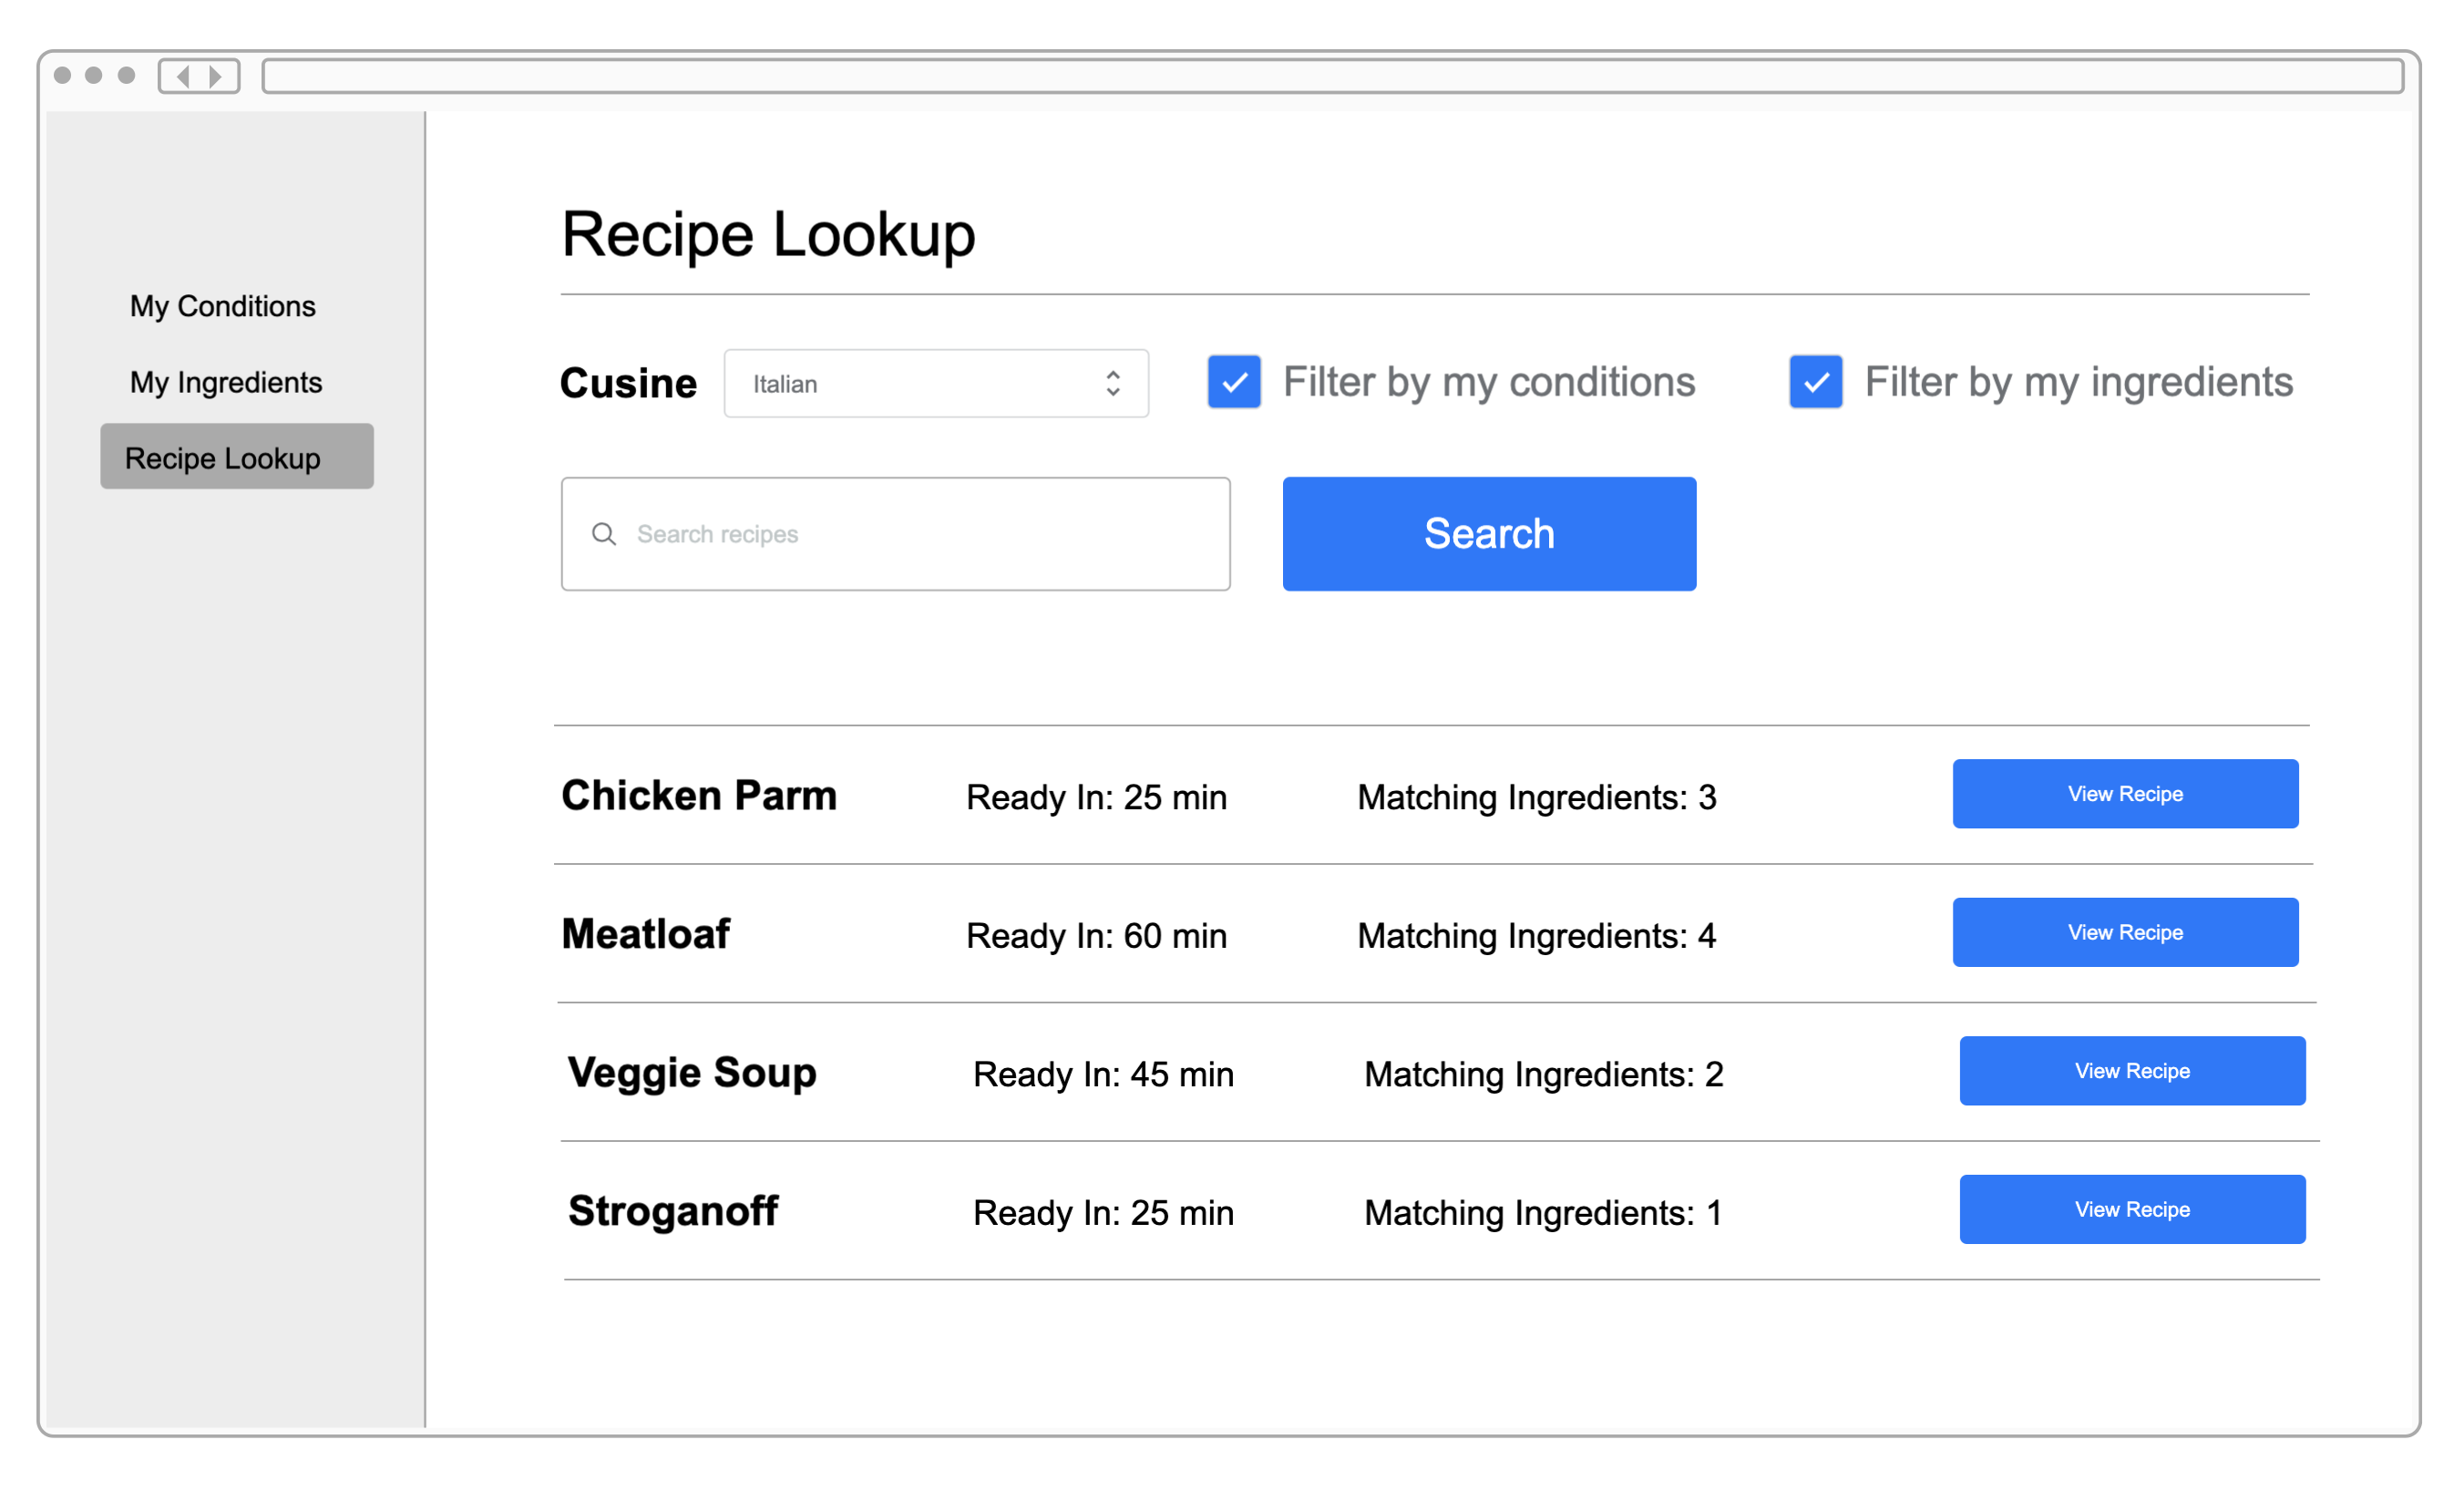 My Conditions
My Ingredients
Recipe Lookup
Recipe Lookup
Cusine Italian Filter by my conditions Filter by my ingredients
Search recipes Search
Chicken Parm Ready In: 25 min Matching Ingredients: 3 View Recipe
Meatloaf Ready In: 60 min Matching Ingredients: 4 View Recipe
Veggie Soup Ready In: 45 min Matching Ingredients: 2 View Recipe
Stroganoff Ready In: 25 min Matching Ingredients: 1 View Recipe